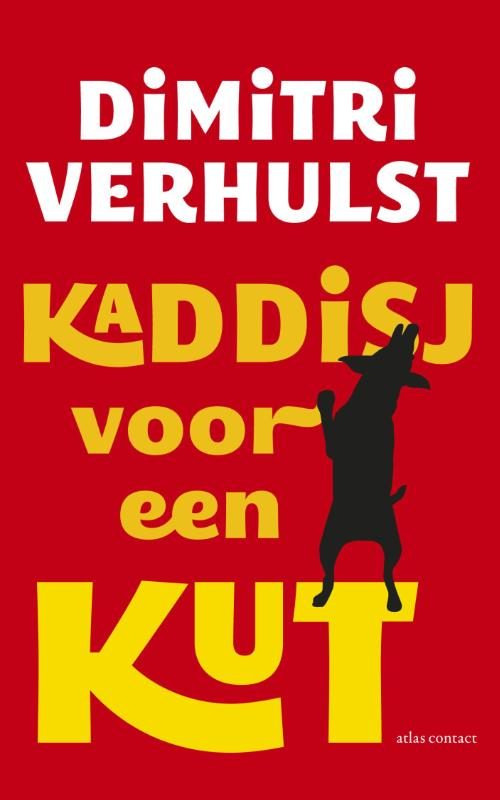 DiMiTRi
VERHULST
KADDiSJ
voor
een
KUT
atlas contact